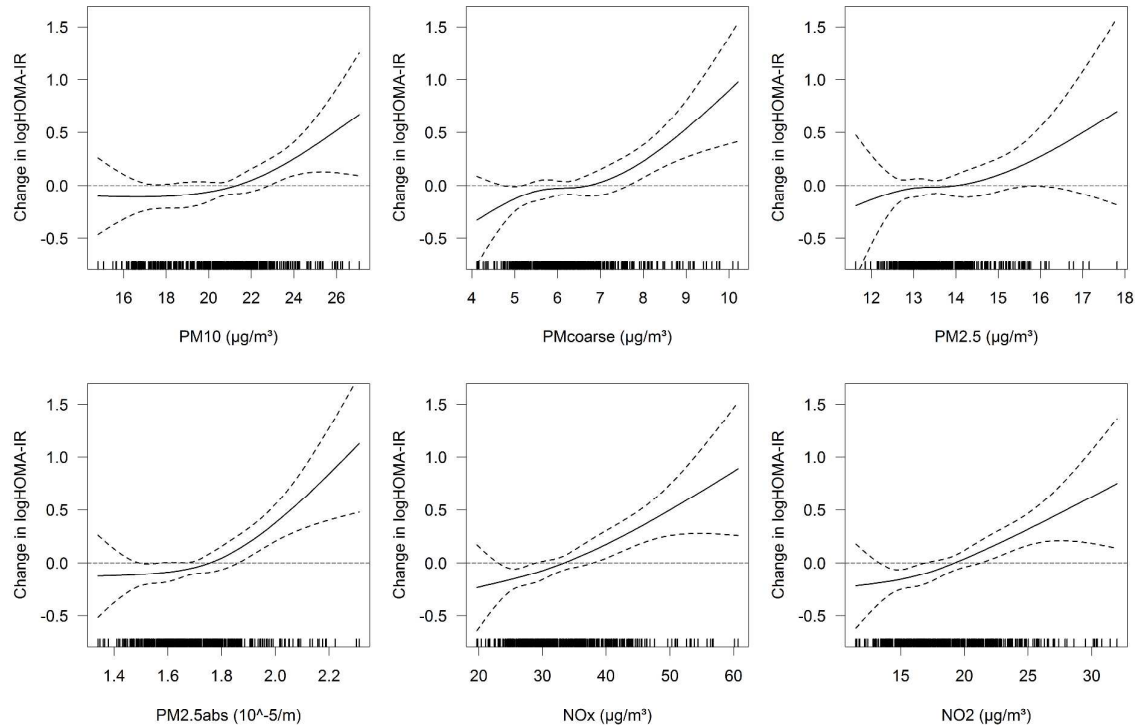 Change in logHOMA-IR
1.5
1.0
0.5
0.0
-0.5
16 18 20 22 24 26
PM10 (µg/m³)
Change in logHOMA-IR
1.5
1.0
0.5
0.0
-0.5
4 5 6 7 8 9 10
PMcoarse (µg/m³)
Change in logHOMA-IR
1.5
1.0
0.5
0.0
-0.5
12 13 14 15 16 17 18
PM2.5 (µg/m³)
Change in logHOMA-IR
1.5
1.0
0.5
0.0
-0.5
1.4 1.6 1.8 2.0 2.2
PM2.5abs (10^-5/m)
Change in logHOMA-IR
1.5
1.0
0.5
0.0
-0.5
20 30 40 50 60
NOx (µg/m³)
Change in logHOMA-IR
1.5
1.0
0.5
0.0
-0.5
15 20 25 30
NO2 (µg/m³)